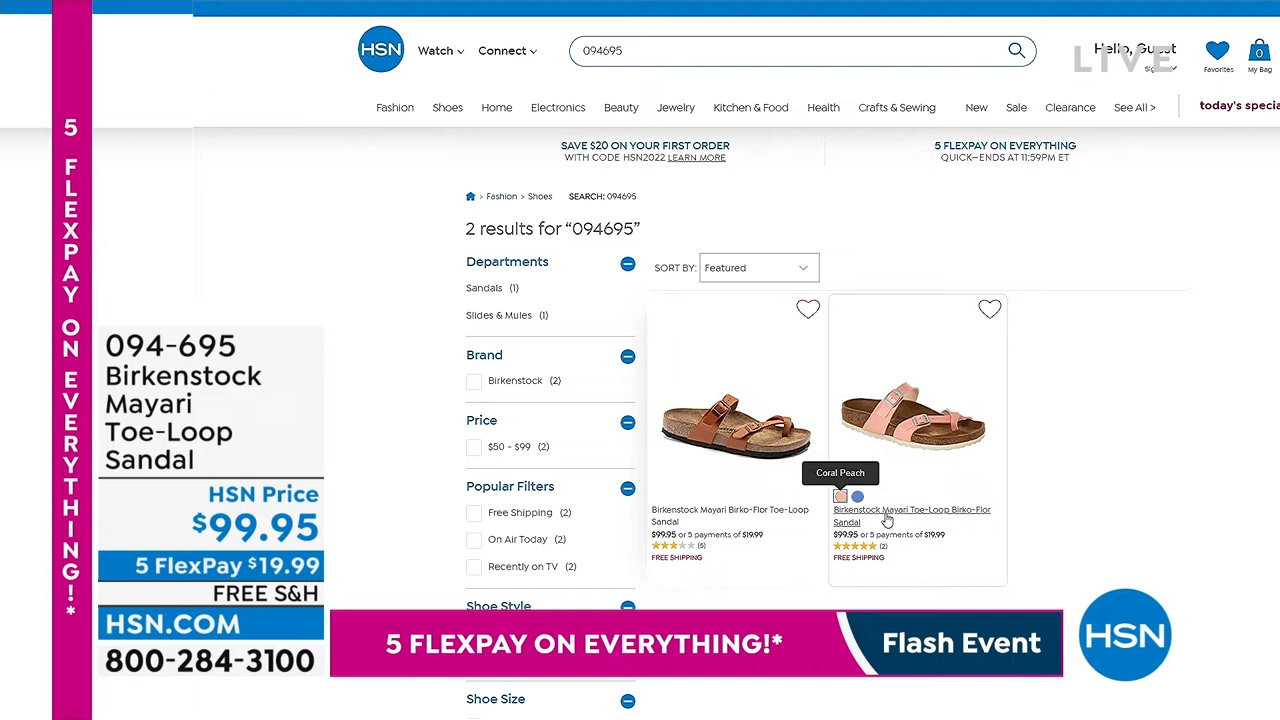 HSN
Watch
Connect
094695
Hello, Guest
LIVE
Favorites
0
My Bag
Fashion
Shoes
Home
Electronics
Beauty
Jewelry
Kitchen & Food
Health
Crafts & Sewing
New
Sale
Clearance
See All >
today's specia
SAVE $20 ON YOUR FIRST ORDER
WITH CODE HSN2022 LEARN MORE
5 FLEXPAY ON EVERYTHING
QUICK—ENDS AT 11:59PM ET
> Fashion > Shoes SEARCH: 094695
2 results for “094695”
Departments
Sandals (1)
Slides & Mules (1)
Brand
Birkenstock (2)
Price
$50 - $99 (2)
Popular Filters
Free Shipping (2)
On Air Today (2)
Recently on TV (2)
Shoe Style
Shoe Size
SORT BY: Featured
Birkenstock Mayari Birko-Flor Toe-Loop
Sandal
$99.95 or 5 payments of $19.99
(5)
FREE SHIPPING
Coral Peach
Birkenstock Mayari Toe-Loop Birko-Flor
Sandal
$99.95 or 5 payments of $19.99
(2)
FREE SHIPPING
5 FLEXPAY ON EVERYTHING!*
094-695
Birkenstock
Mayari
Toe-Loop
Sandal
HSN Price
$99.95
5 FlexPay $19.99
FREE S&H
HSN.COM
800-284-3100
5 FLEXPAY ON EVERYTHING!*
Flash Event
HSN